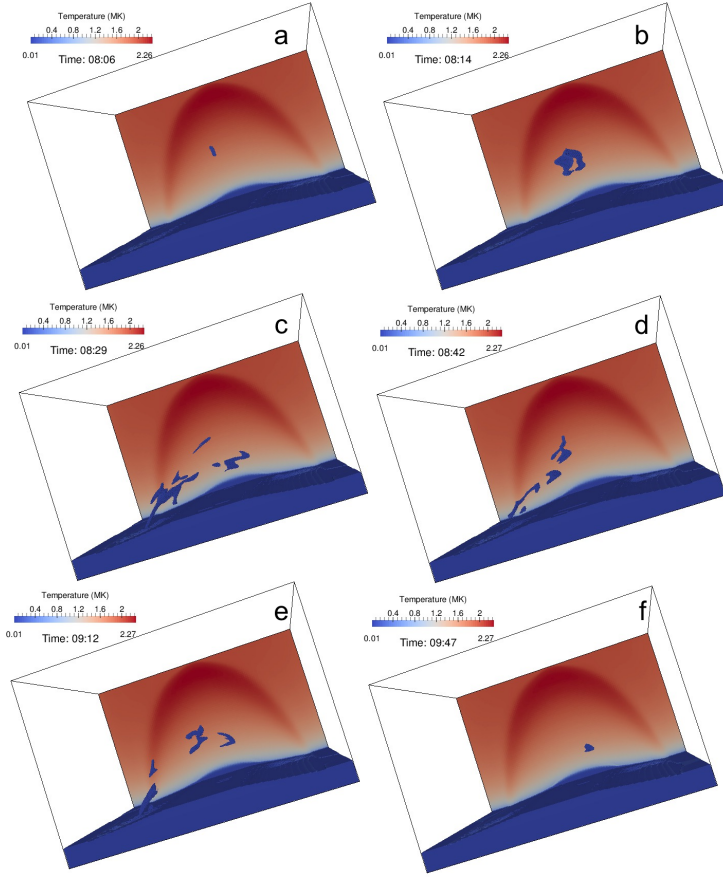 Temperature (MK)
0.4 0.8 1.2 1.6 2
0.01 2.26
Time: 08:06
a
Temperature (MK)
0.4 0.8 1.2 1.6 2
0.01 2.26
Time: 08:14
b
Temperature (MK)
0.4 0.8 1.2 1.6 2
0.01 2.26
Time: 08:29
c
Temperature (MK)
0.4 0.8 1.2 1.6 2
0.01 2.27
Time: 08:42
d
Temperature (MK)
0.4 0.8 1.2 1.6 2
0.01 2.27
Time: 09:12
e
Temperature (MK)
0.4 0.8 1.2 1.6 2
0.01 2.27
Time: 09:47
f